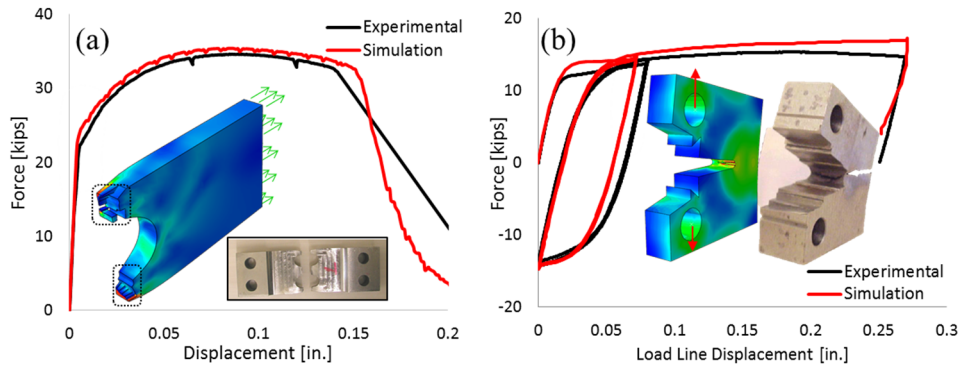 (a)
Experimental
Simulation
Force [kips]
40
30
20
10
0
0
0.05
0.1
0.15
0.2
Displacement [in.]
(b)
Force [kips]
20
10
0
-10
-20
Experimental
Simulation
0
0.05
0.1
0.15
0.2
0.25
0.3
Load Line Displacement [in.]